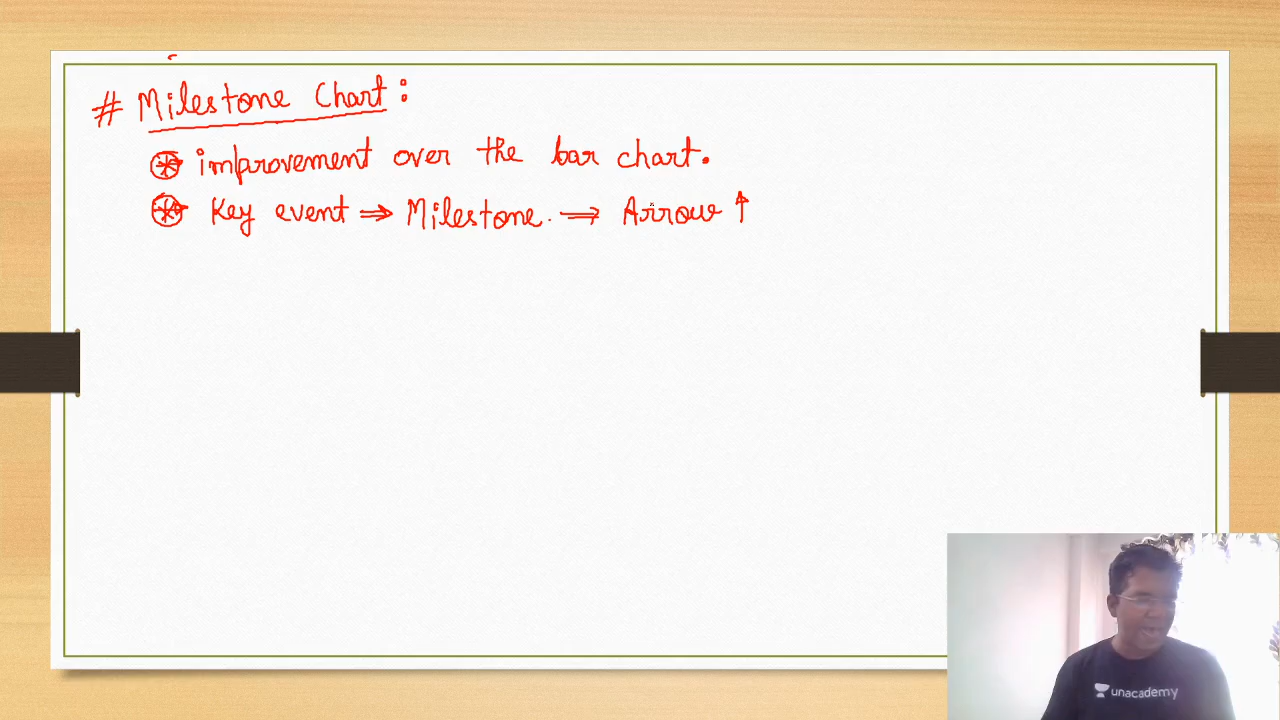 # Milestone Chart:
improvement over the bar chart.
Key event ⇒ Milestone. ⇒ Arrow ↑
unacademy